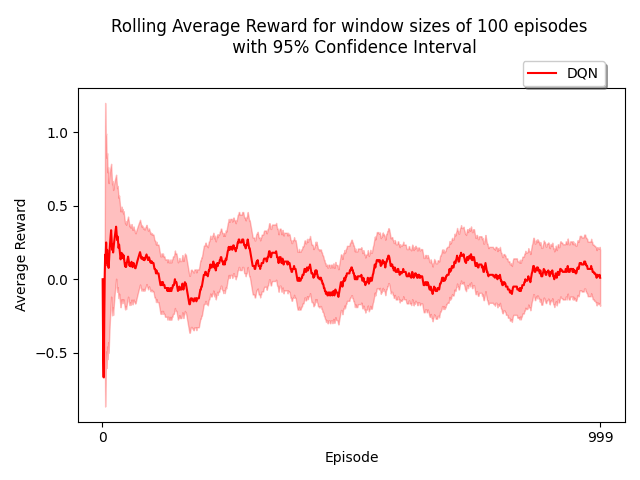 Rolling Average Reward for window sizes of 100 episodes
with 95% Confidence Interval
DQN
1.0
0.5
0.0
−0.5
Average Reward
0
999
Episode